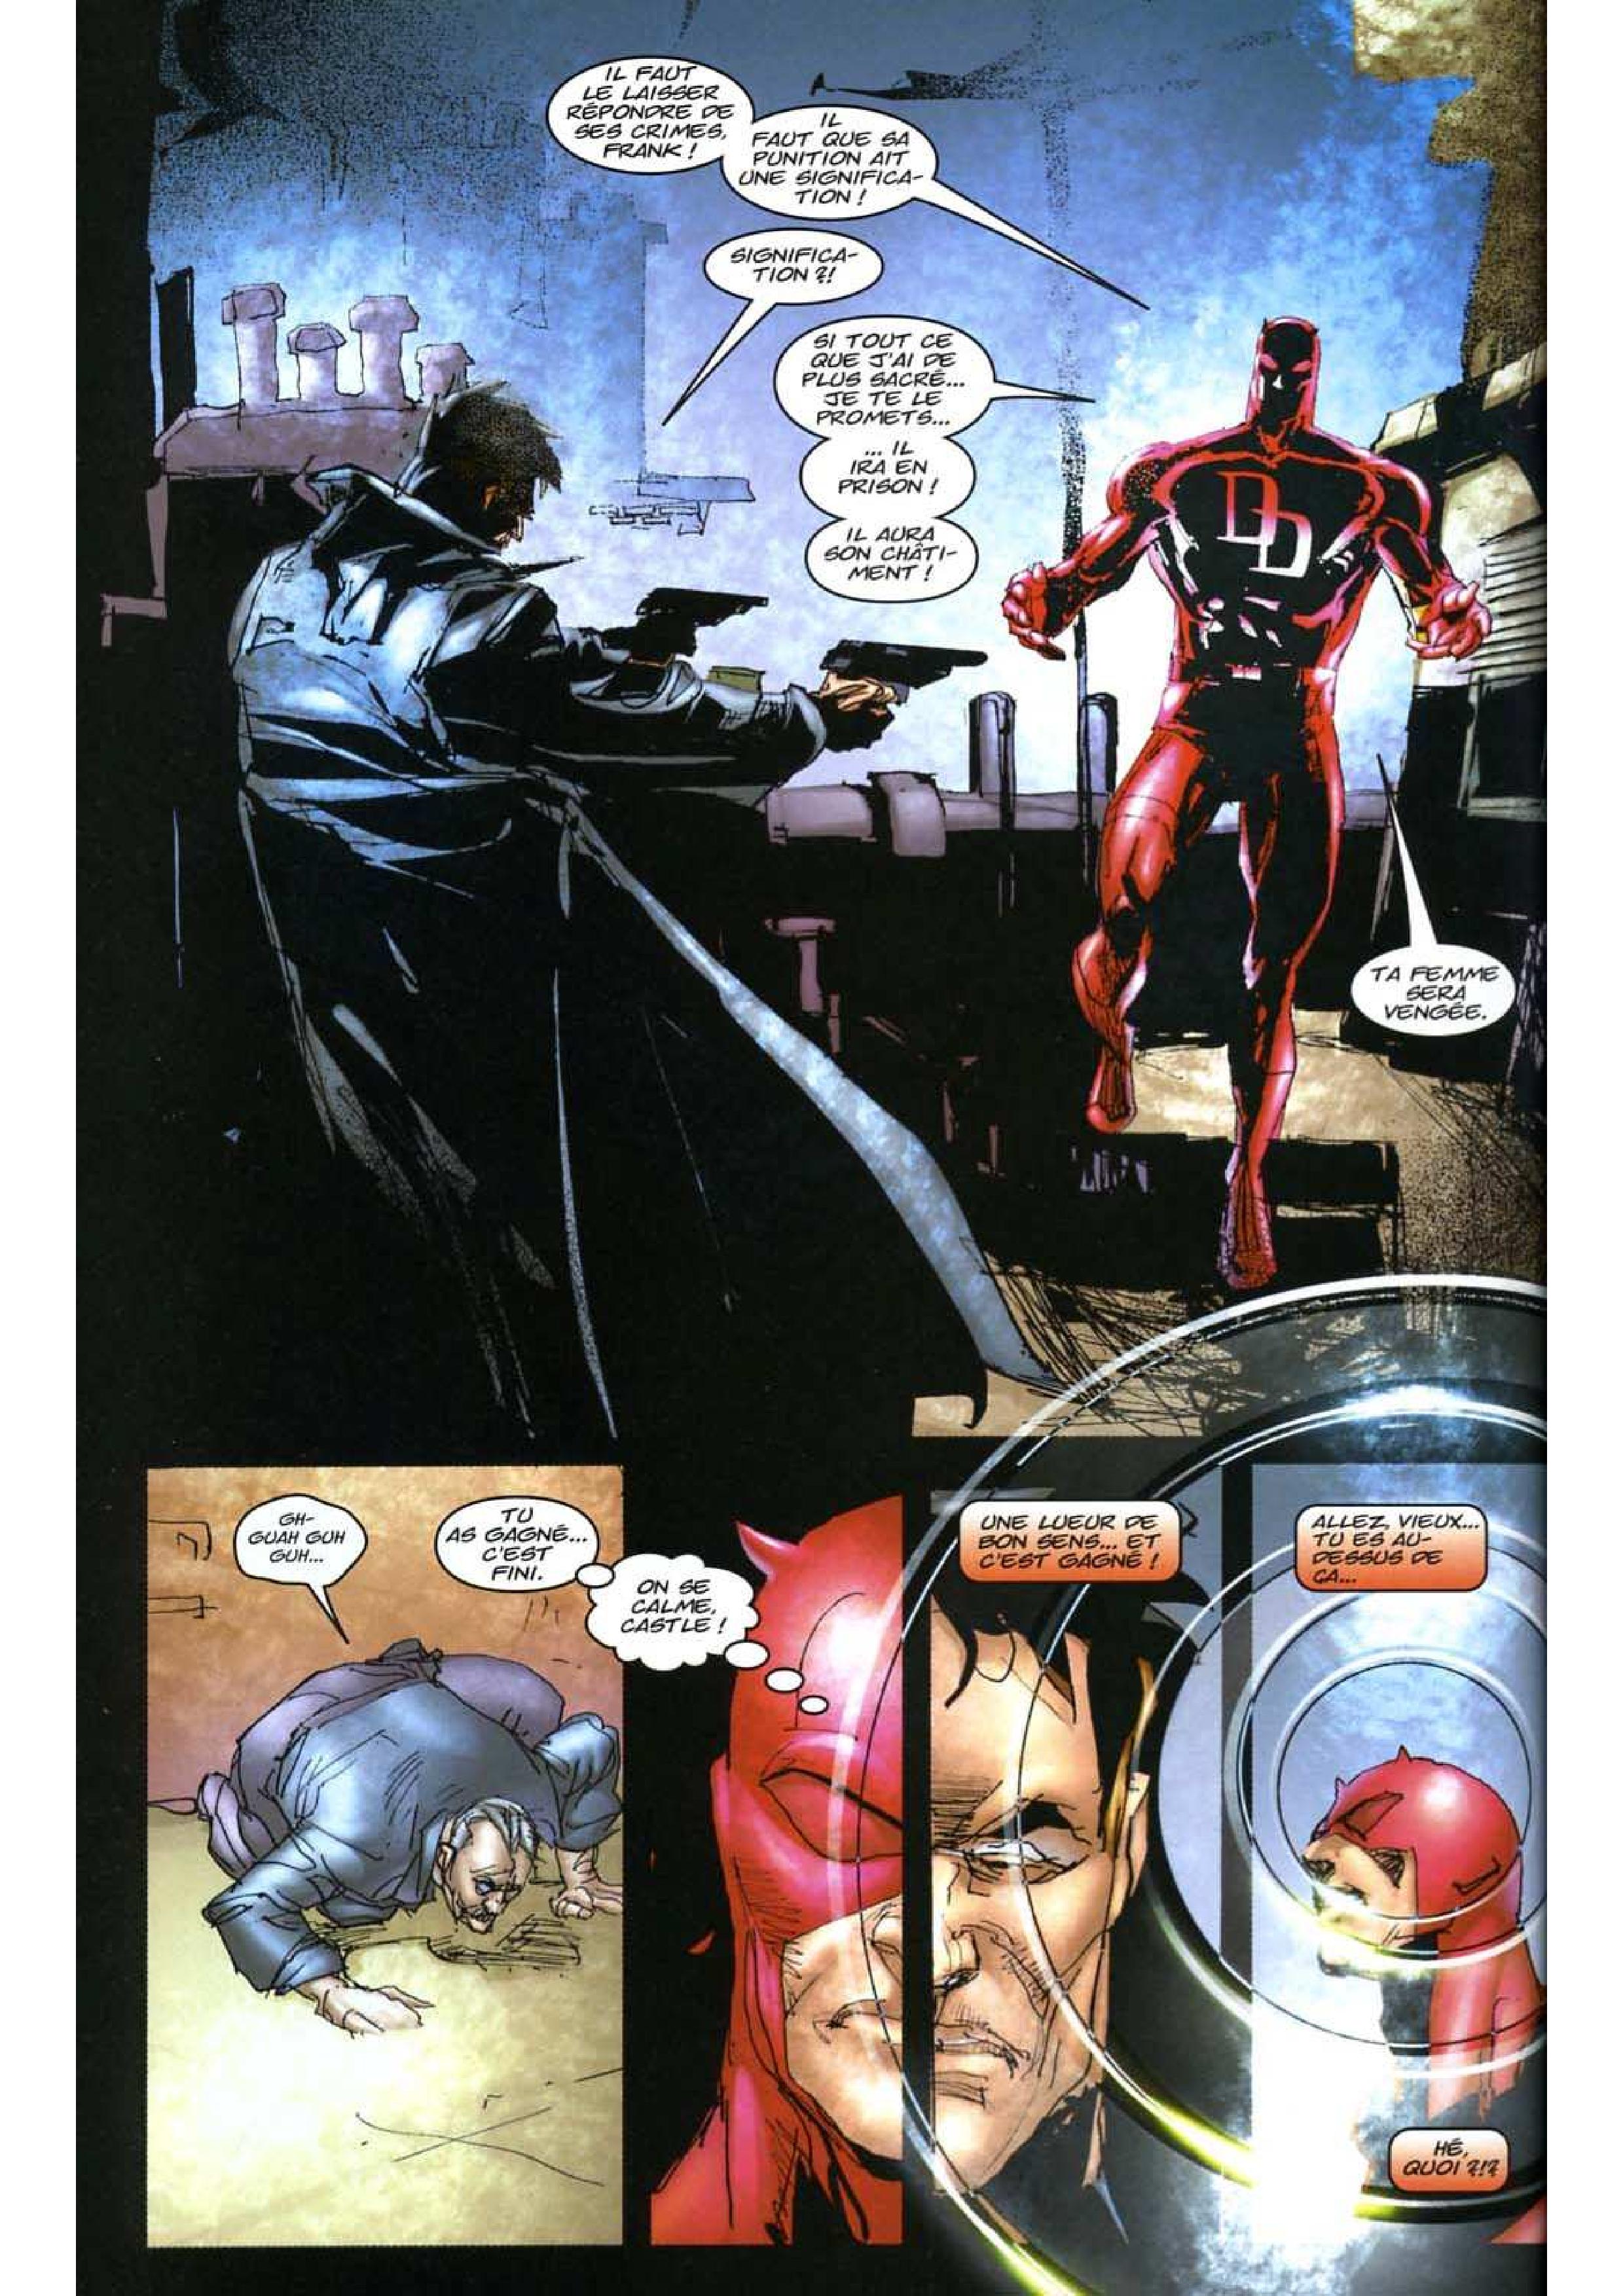 IL FAUT
LE LAISSER
RÉPONDRE DE
SES CRIMES,
FRANK !
IL
FAUT QUE SA
PUNITION AIT
UNE SIGNIFICA-
TION !
SIGNIFICA-
TION ?!
SI TOUT CE
QUE J'AI DE
PLUS SACRÉ...
JE TE LE
PROMETS...
... IL
IRA EN
PRISON !
IL AURA
SON CHÂTI-
MENT !
DD
TA FEMME
SERA
VENGÉE.
GH-
GUAH GUH
GUH...
TU
AS GAGNÉ...
C'EST
FINI.
ON SE
CALME,
CASTLE !
UNE LUEUR DE
BON SENS... ET
C'EST GAGNÉ !
ALLEZ, VIEUX...
TU ES AU-
DESSUS DE
ÇA...
HÉ,
QUOI ?!?